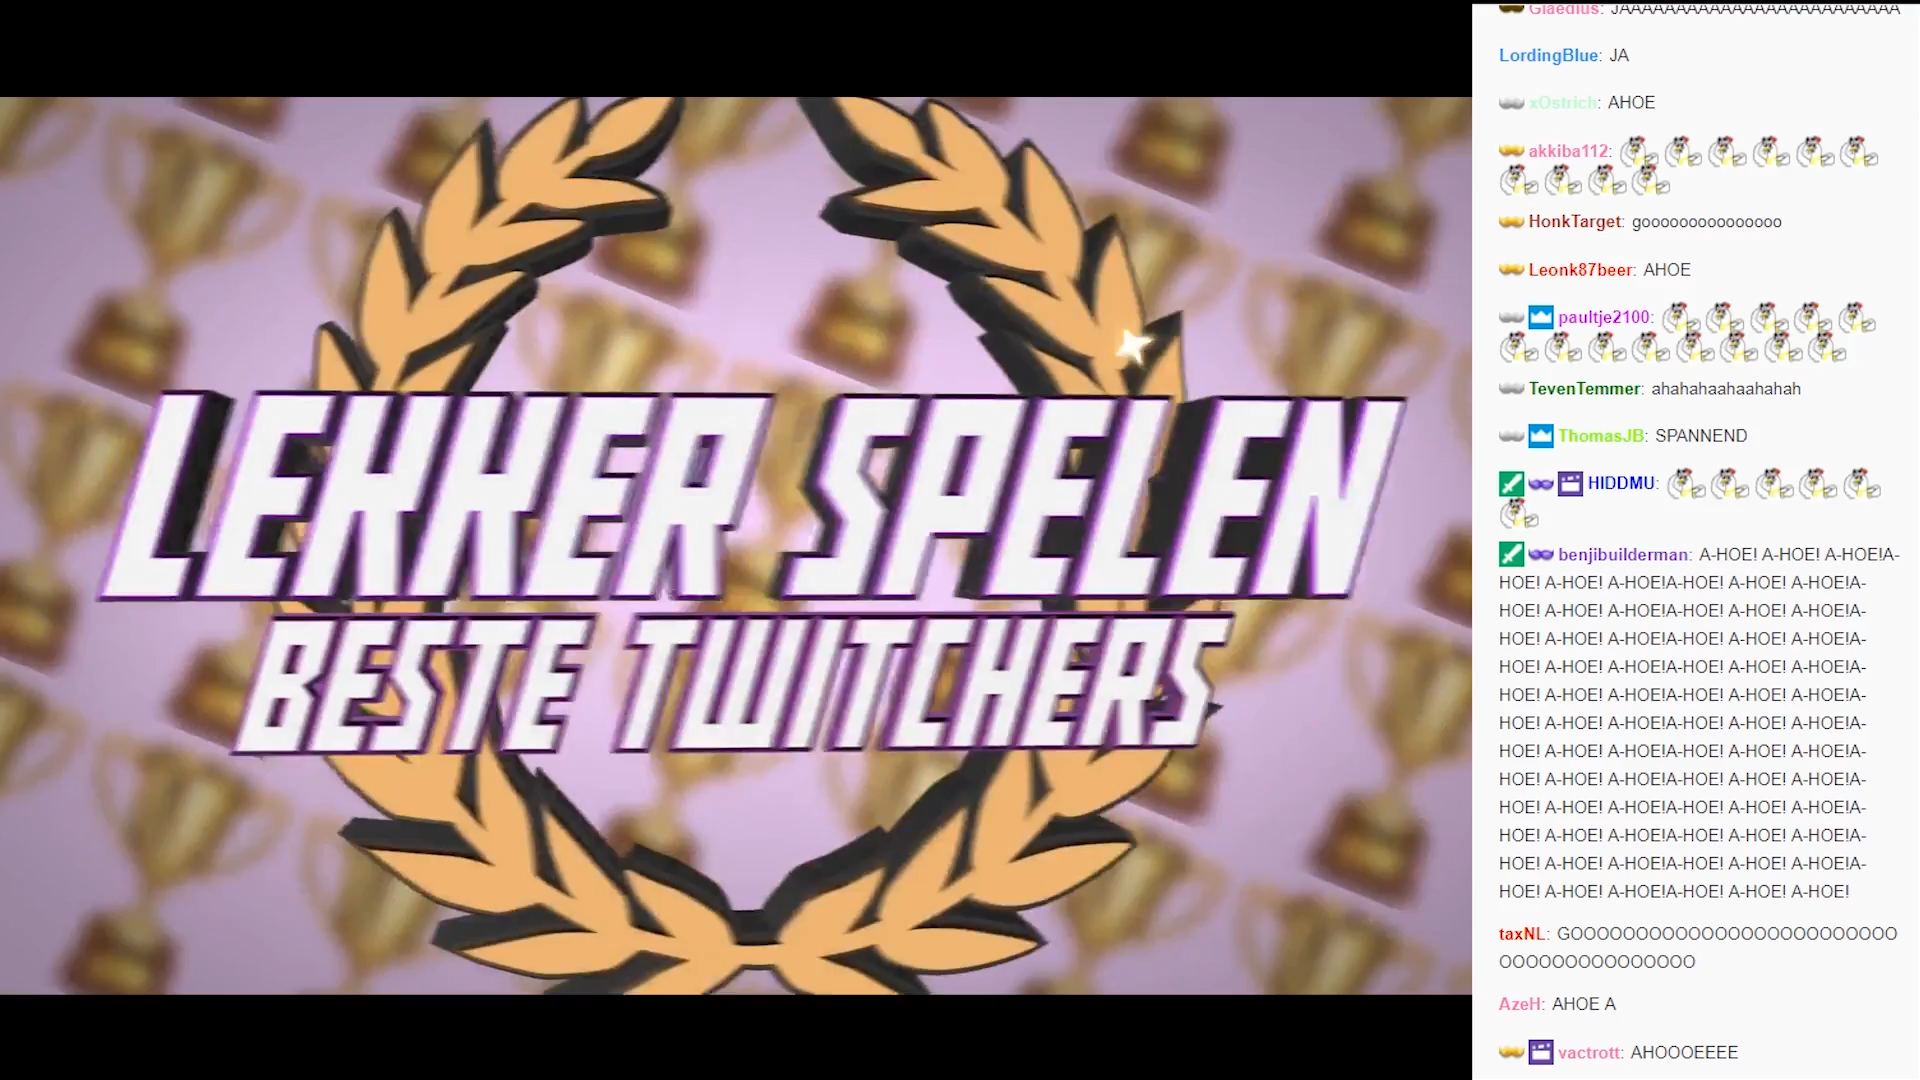 LEKKER SPELEN
BESTE TWITCHERS
Glaedius: JAAAAAAAAAAAAAAAAAAAAAAAAA
LordingBlue: JA
xOstrich: AHOE
akkiba112:
HonkTarget: gooooooooooooooo
Leonk87beer: AHOE
paultje2100:
TevenTemmer: ahahahaahaahahah
ThomasJB: SPANNEND
HIDDMU:
benjibuilderman: A-HOE! A-HOE! A-HOE!A-
HOE! A-HOE! A-HOE!A-HOE! A-HOE! A-HOE!A-
HOE! A-HOE! A-HOE!A-HOE! A-HOE! A-HOE!A-
HOE! A-HOE! A-HOE!A-HOE! A-HOE! A-HOE!A-
HOE! A-HOE! A-HOE!A-HOE! A-HOE! A-HOE!A-
HOE! A-HOE! A-HOE!A-HOE! A-HOE! A-HOE!A-
HOE! A-HOE! A-HOE!A-HOE! A-HOE! A-HOE!A-
HOE! A-HOE! A-HOE!A-HOE! A-HOE! A-HOE!A-
HOE! A-HOE! A-HOE!A-HOE! A-HOE! A-HOE!A-
HOE! A-HOE! A-HOE!A-HOE! A-HOE! A-HOE!A-
HOE! A-HOE! A-HOE!A-HOE! A-HOE! A-HOE!A-
HOE! A-HOE! A-HOE!A-HOE! A-HOE! A-HOE!A-
HOE! A-HOE! A-HOE!A-HOE! A-HOE! A-HOE!
taxNL: GOOOOOOOOOOOOOOOOOOOOOOOOO
OOOOOOOOOOOOOOO
AzeH: AHOE A
vactrott: AHOOOEEEE